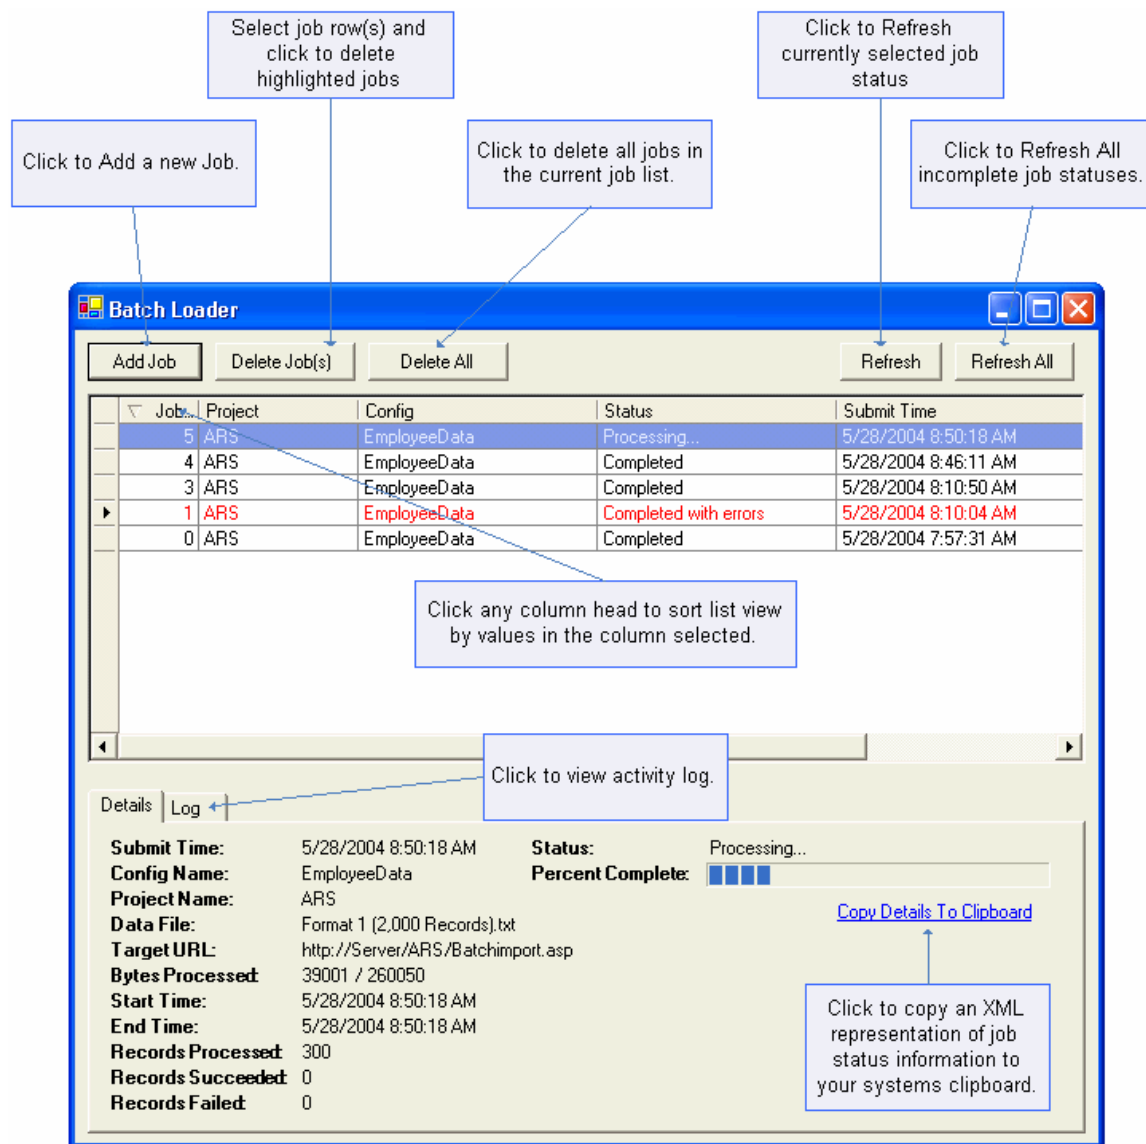 Select job row(s) and
click to delete
highlighted jobs
Click to Refresh
currently selected job
status
Click to Add a new Job.
Click to delete all jobs in
the current job list.
Click to Refresh All
incomplete job statuses.
Batch Loader
Add Job Delete Job(s) Delete All Refresh Refresh All
Job... Project Config Status Submit Time
5 ARS EmployeeData Processing... 5/28/2004 8:50:18 AM
4 ARS EmployeeData Completed 5/28/2004 8:46:11 AM
3 ARS EmployeeData Completed 5/28/2004 8:10:50 AM
1 ARS EmployeeData Completed with errors 5/28/2004 8:10:04 AM
0 ARS EmployeeData Completed 5/28/2004 7:57:31 AM
Click any column head to sort list view
by values in the column selected.
Click to view activity log.
Details Log
Submit Time: 5/28/2004 8:50:18 AM Status: Processing...
Config Name: EmployeeData Percent Complete:
Project Name: ARS
Data File: Format 1 (2,000 Records).txt
Copy Details To Clipboard
Target URL: http://Server/ARS/Batchimport.asp
Bytes Processed: 39001 / 260050
Start Time: 5/28/2004 8:50:18 AM
End Time: 5/28/2004 8:50:18 AM
Records Processed: 300
Records Succeeded: 0
Records Failed: 0
Click to copy an XML
representation of job
status information to
your systems clipboard.